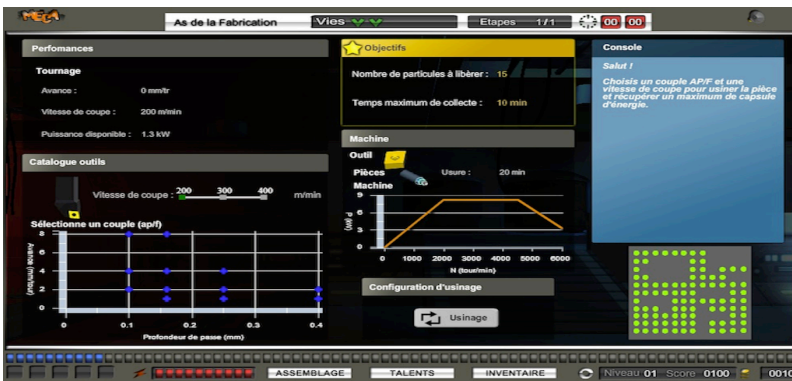 MECA
As de la Fabrication
Vies
Etapes 1/1
00 00
Perfomances
Tournage
Avance : 0 mm/tr
Vitesse de coupe : 200 m/min
Puissance disponible : 1.3 kW
Objectifs
Nombre de particules à libèrer : 15
Temps maximum de collecte : 10 min
Console
Salut !
Choisis un couple AP/F et une
vitesse de coupe pour usiner la pièce
et récupérer un maximum de capsule
d'énergie.
Catalogue outils
Vitesse de coupe : 200 300 400 m/min
Sélectionne un couple (ap/f)
Avance (mm/tour)
8
6
4
2
0
0 0.1 0.2 0.3 0.4
Profondeur de passe (mm)
Machine
Outil
Pièces Usure : 20 min
Machine
P (kW)
9
6
3
0
0 1000 2000 3000 4000 5000 6000
N (tour/min)
Configuration d'usinage
Usinage
ASSEMBLAGE TALENTS INVENTAIRE
Niveau 01 Score 0100 0010